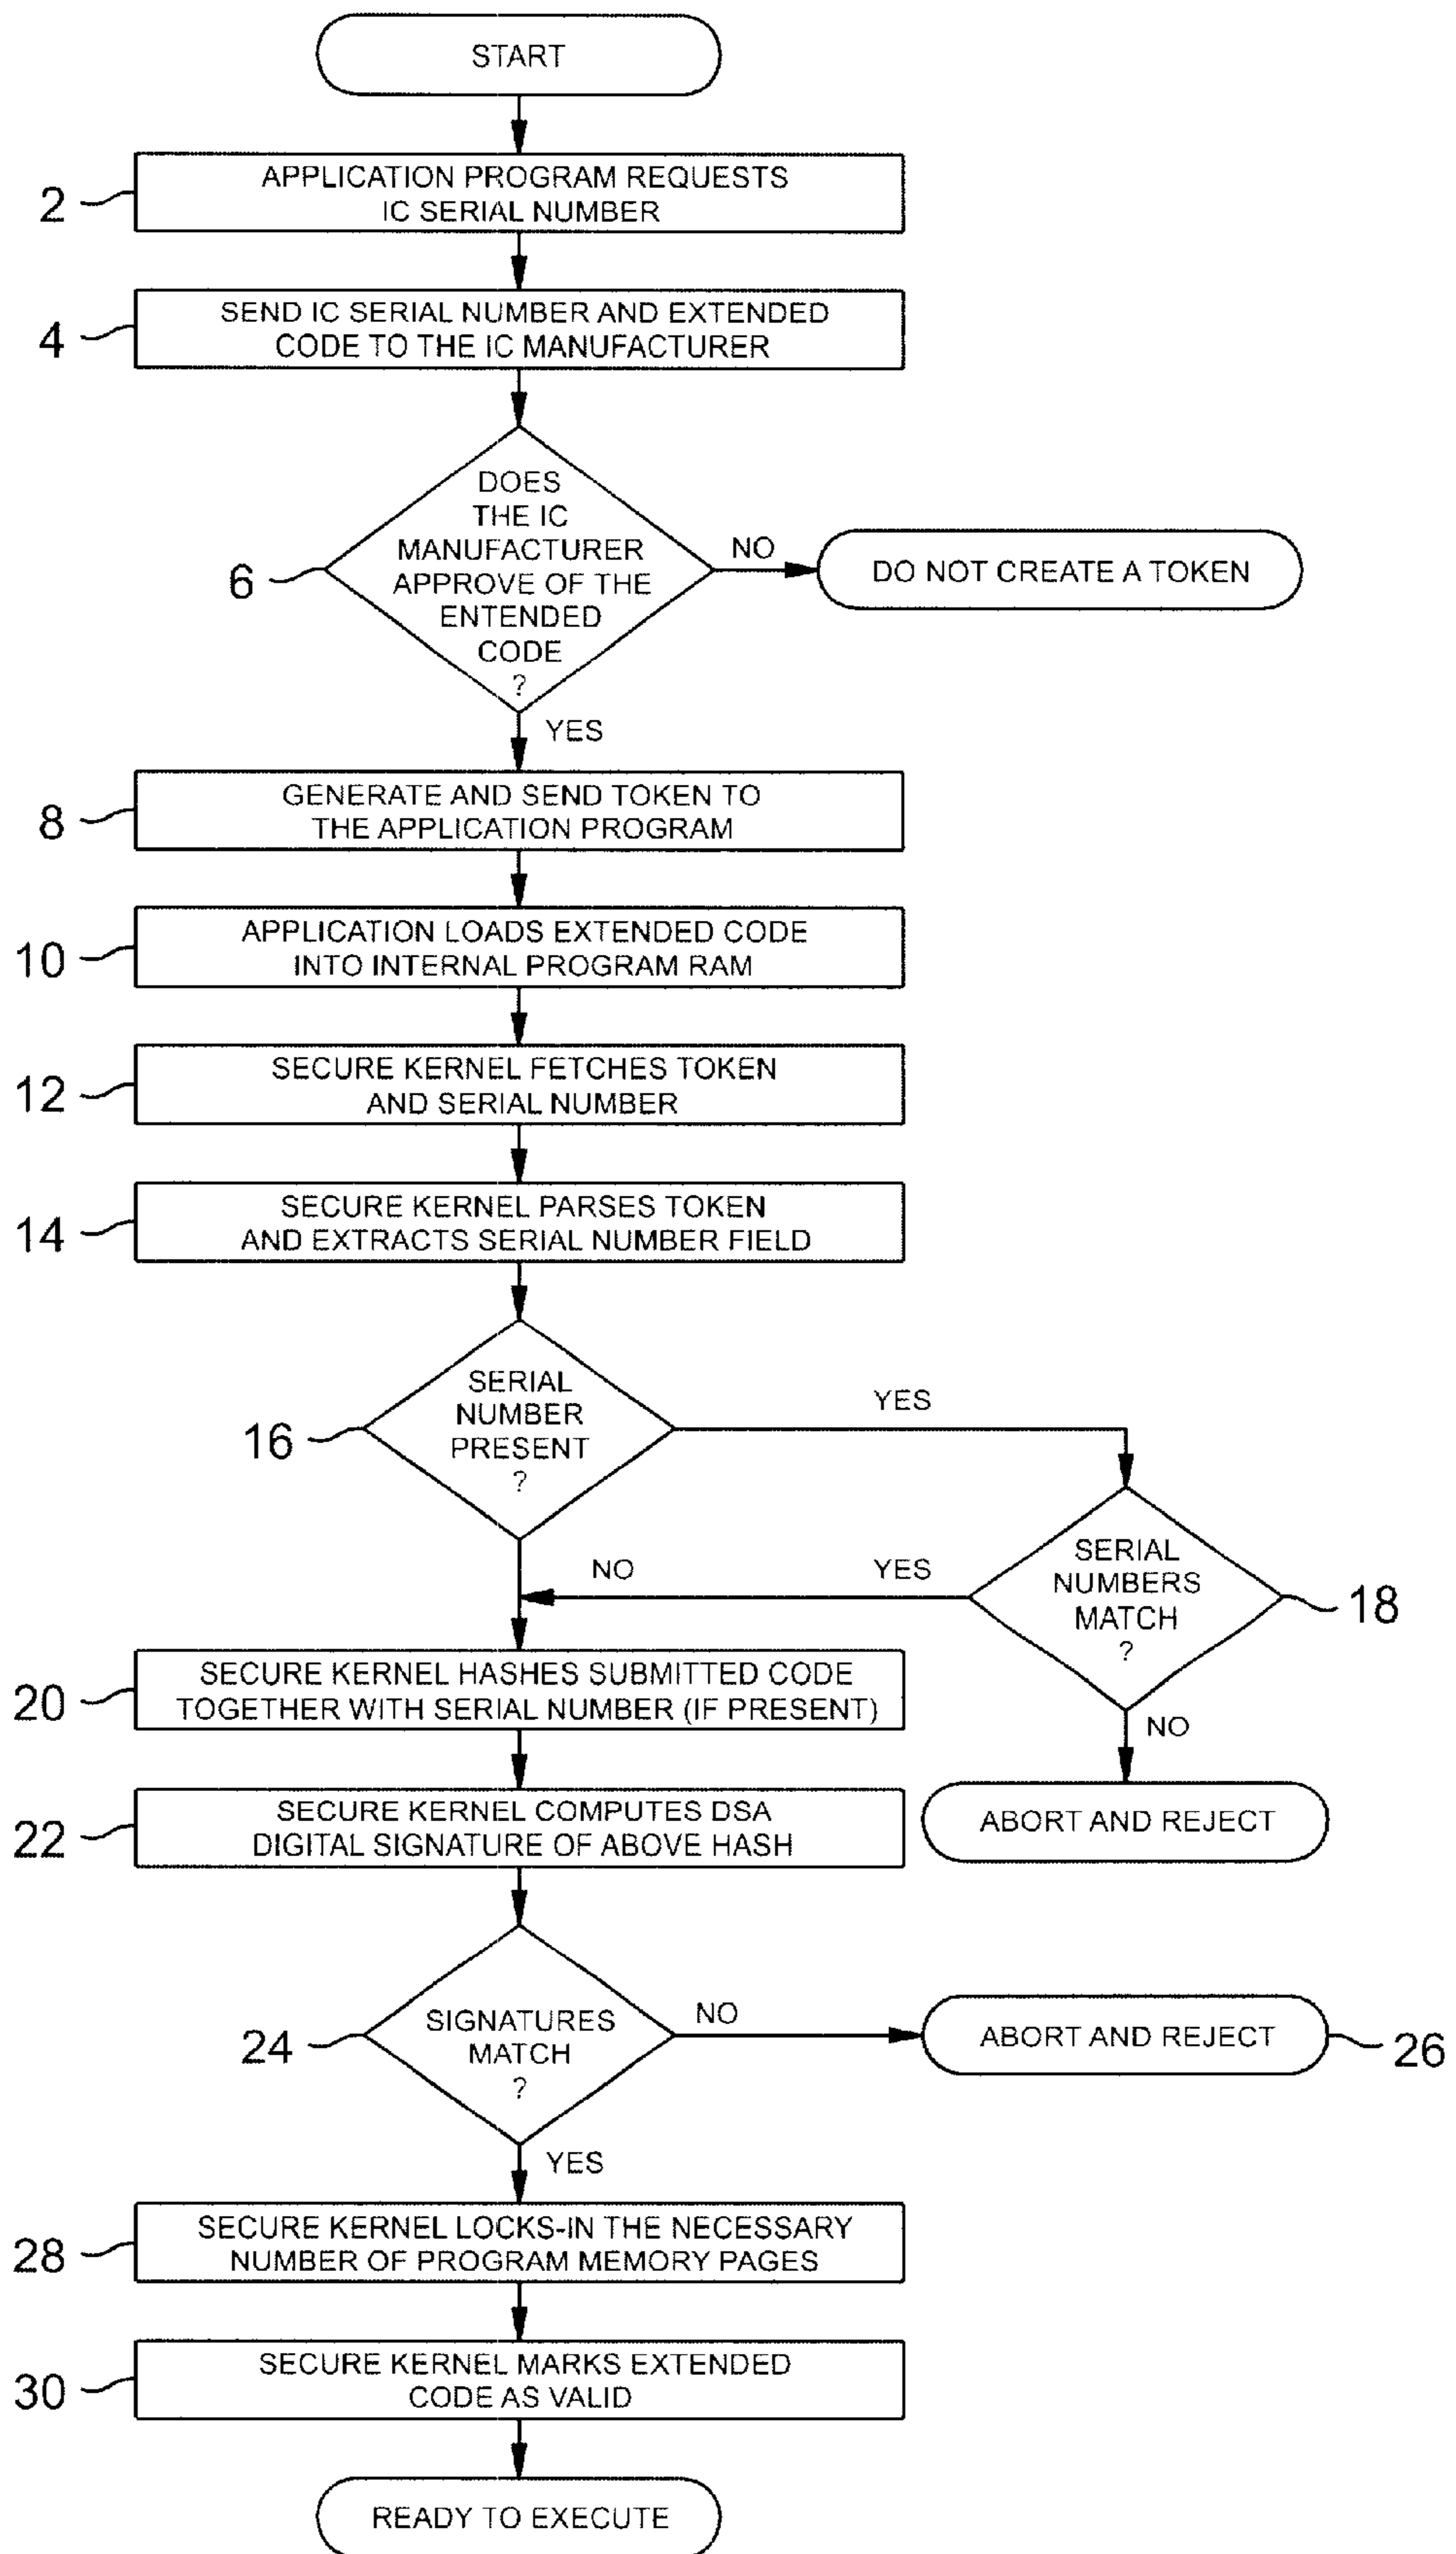 START
APPLICATION PROGRAM REQUESTS
IC SERIAL NUMBER
2
SEND IC SERIAL NUMBER AND EXTENDED
CODE TO THE IC MANUFACTURER
4
DOES
THE IC
MANUFACTURER
APPROVE OF THE
ENTENDED
CODE
?
6
NO
DO NOT CREATE A TOKEN
YES
GENERATE AND SEND TOKEN TO
THE APPLICATION PROGRAM
8
APPLICATION LOADS EXTENDED CODE
INTO INTERNAL PROGRAM RAM
10
SECURE KERNEL FETCHES TOKEN
AND SERIAL NUMBER
12
SECURE KERNEL PARSES TOKEN
AND EXTRACTS SERIAL NUMBER FIELD
14
SERIAL
NUMBER
PRESENT
?
16
YES
SERIAL
NUMBERS
MATCH
?
18
NO
YES
NO
ABORT AND REJECT
SECURE KERNEL HASHES SUBMITTED CODE
TOGETHER WITH SERIAL NUMBER (IF PRESENT)
20
SECURE KERNEL COMPUTES DSA
DIGITAL SIGNATURE OF ABOVE HASH
22
SIGNATURES
MATCH
?
24
NO
ABORT AND REJECT
26
YES
SECURE KERNEL LOCKS-IN THE NECESSARY
NUMBER OF PROGRAM MEMORY PAGES
28
SECURE KERNEL MARKS EXTENDED
CODE AS VALID
30
READY TO EXECUTE